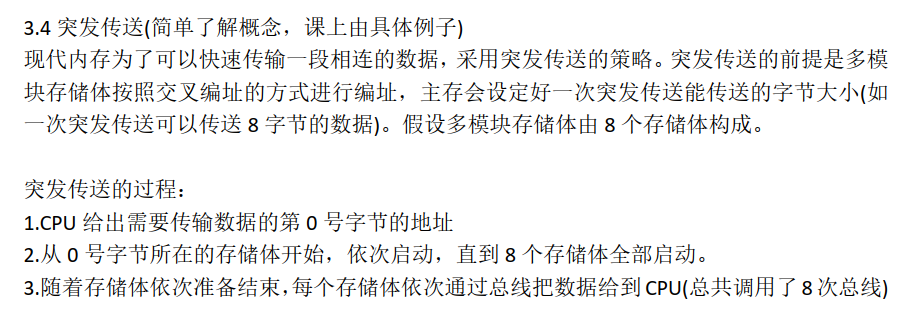 3.4 突发传送(简单了解概念，课上由具体例子)
现代内存为了可以快速传输一段相连的数据，采用突发传送的策略。突发传送的前提是多模
块存储体按照交叉编址的方式进行编址，主存会设定好一次突发传送能传送的字节大小(如
一次突发传送可以传送 8 字节的数据)。假设多模块存储体由 8 个存储体构成。
突发传送的过程：
1.CPU 给出需要传输数据的第 0 号字节的地址
2.从 0 号字节所在的存储体开始，依次启动，直到 8 个存储体全部启动。
3.随着存储体依次准备结束，每个存储体依次通过总线把数据给到 CPU(总共调用了 8 次总线)